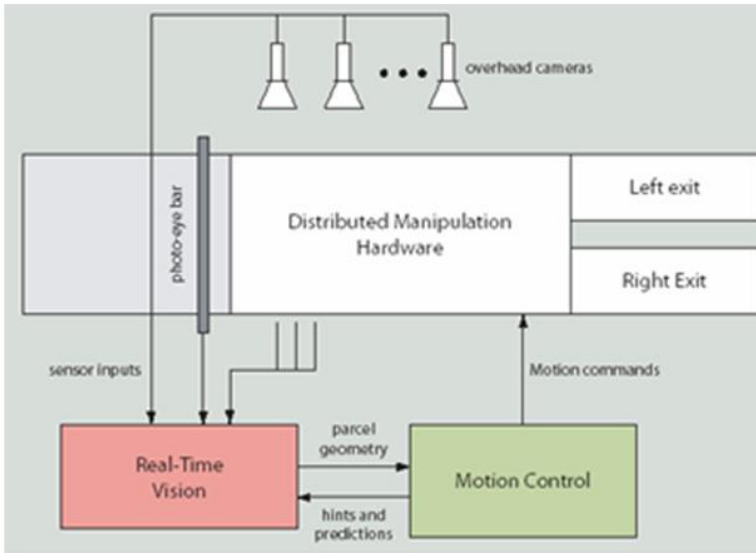 overhead cameras
photo-eye bar
Distributed Manipulation
Hardware
Left exit
Right Exit
sensor inputs
Motion commands
Real-Time
Vision
parcel
geometry
hints and
predictions
Motion Control